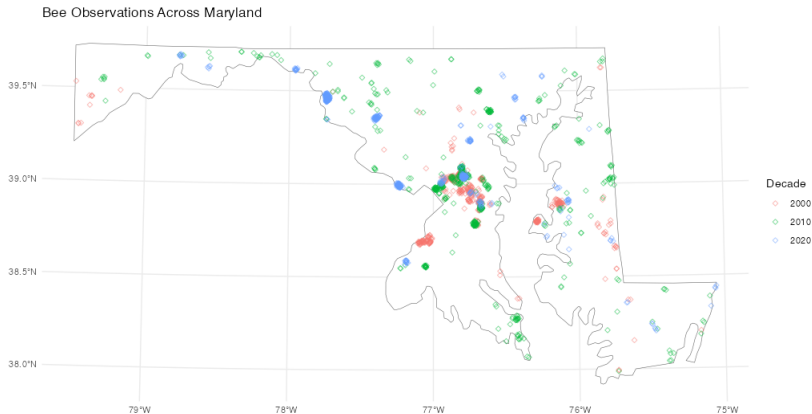 Bee Observations Across Maryland
39.5°N
39.0°N
38.5°N
38.0°N
79°W
78°W
77°W
76°W
75°W
Decade
2000
2010
2020